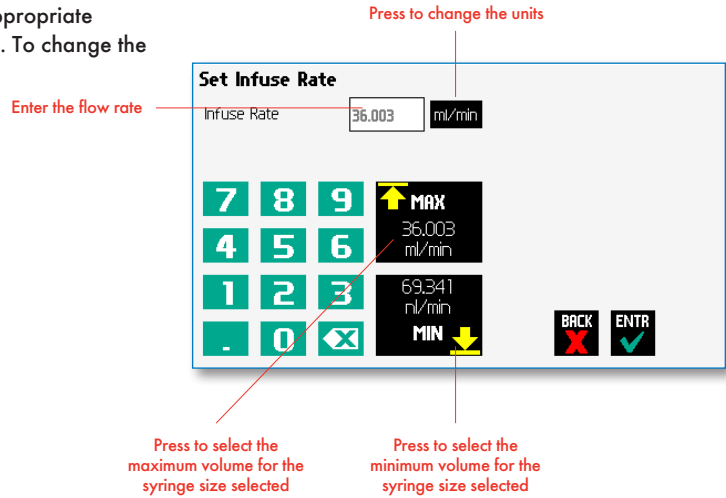 ppropriate
. To change the
Press to change the units
Set Infuse Rate
Enter the flow rate
Infuse Rate 36.003 ml/min
7 8 9 MAX
36.003
4 5 6 ml/min
1 2 3 69.341
nl/min
. 0 MIN
BACK ENTR
Press to select the
maximum volume for the
syringe size selected
Press to select the
minimum volume for the
syringe size selected